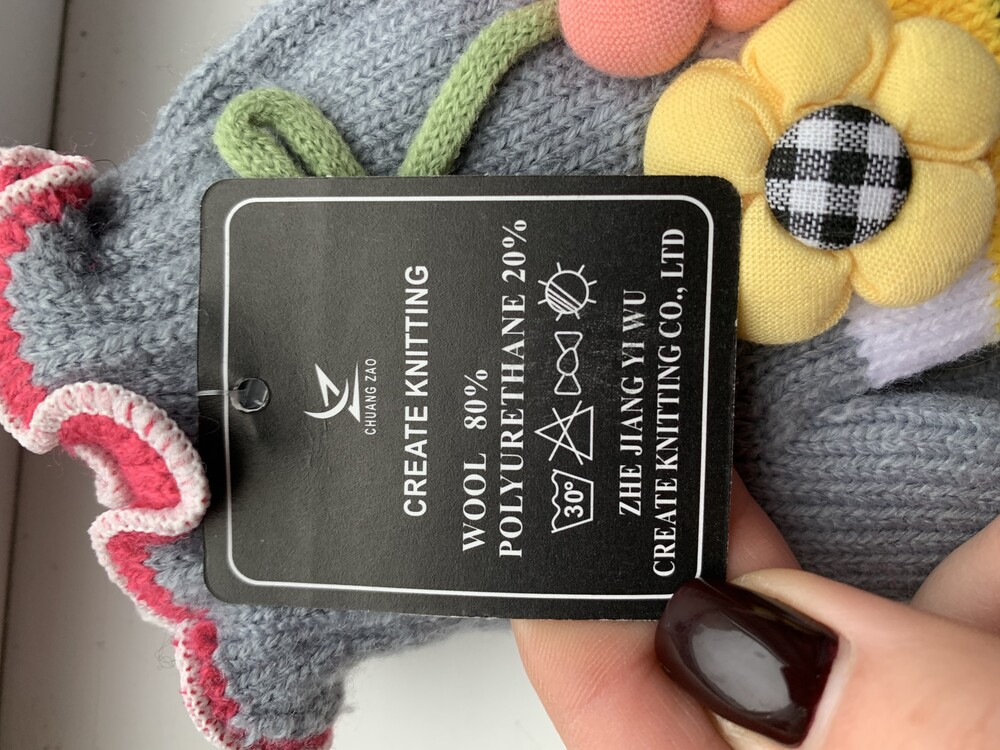 CHUANG ZAO
CREATE KNITTING
WOOL 80%
POLYURETHANE 20%
30°
ZHE JIANG YI WU
CREATE KNITTING CO., LTD